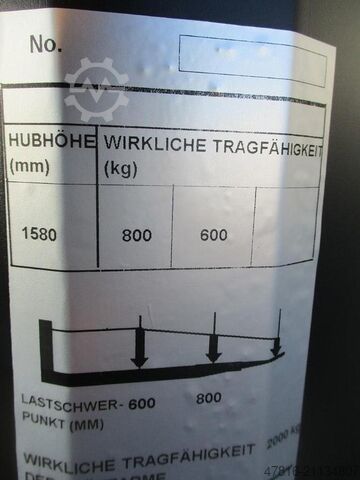 No.
HUBHÖHE WIRKLICHE TRAGFÄHIGKEIT
(mm) (kg)
1580 800 600
LASTSCHWER- 600 800
PUNKT (MM)
2000 kg
WIRKLICHE TRAGFÄHIGKEIT